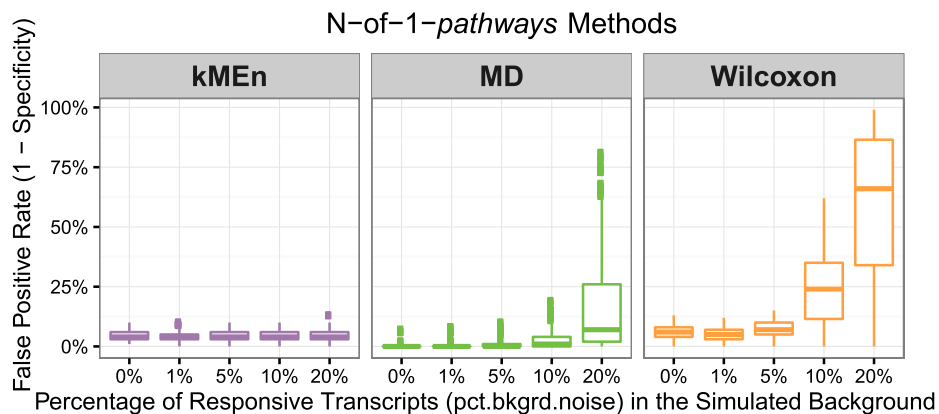 N−of−1−pathways Methods
kMEn MD Wilcoxon
False Positive Rate (1 − Specificity)
100%
75%
50%
25%
0%
0% 1% 5% 10% 20% 0% 1% 5% 10% 20% 0% 1% 5% 10% 20%
Percentage of Responsive Transcripts (pct.bkgrd.noise) in the Simulated Background